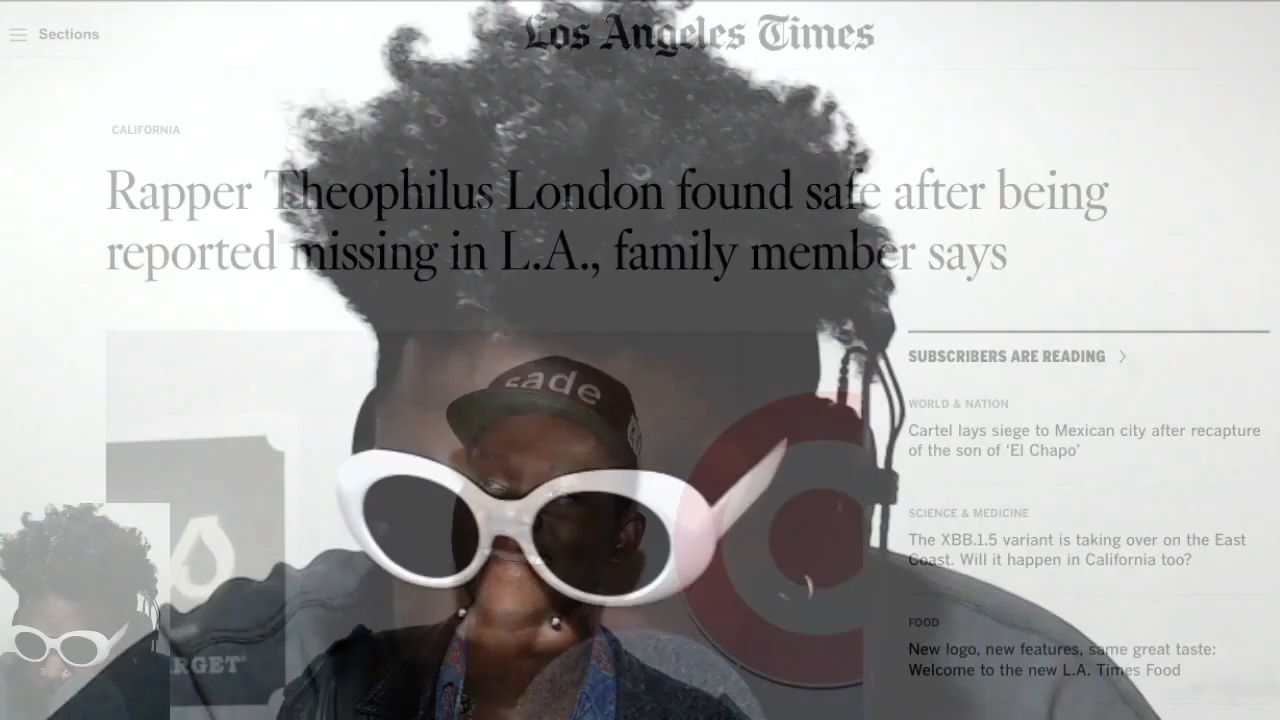 Sections
Los Angeles Times
CALIFORNIA
Rapper Theophilus London found safe after being
reported missing in L.A., family member says
SUBSCRIBERS ARE READING
WORLD & NATION
Cartel lays siege to Mexican city after recapture
of the son of ‘El Chapo’
sade
SCIENCE & MEDICINE
The XBB.1.5 variant is taking over on the East
Coast. Will it happen in California too?
FOOD
New logo, new features, same great taste:
Welcome to the new L.A. Times Food
RGET